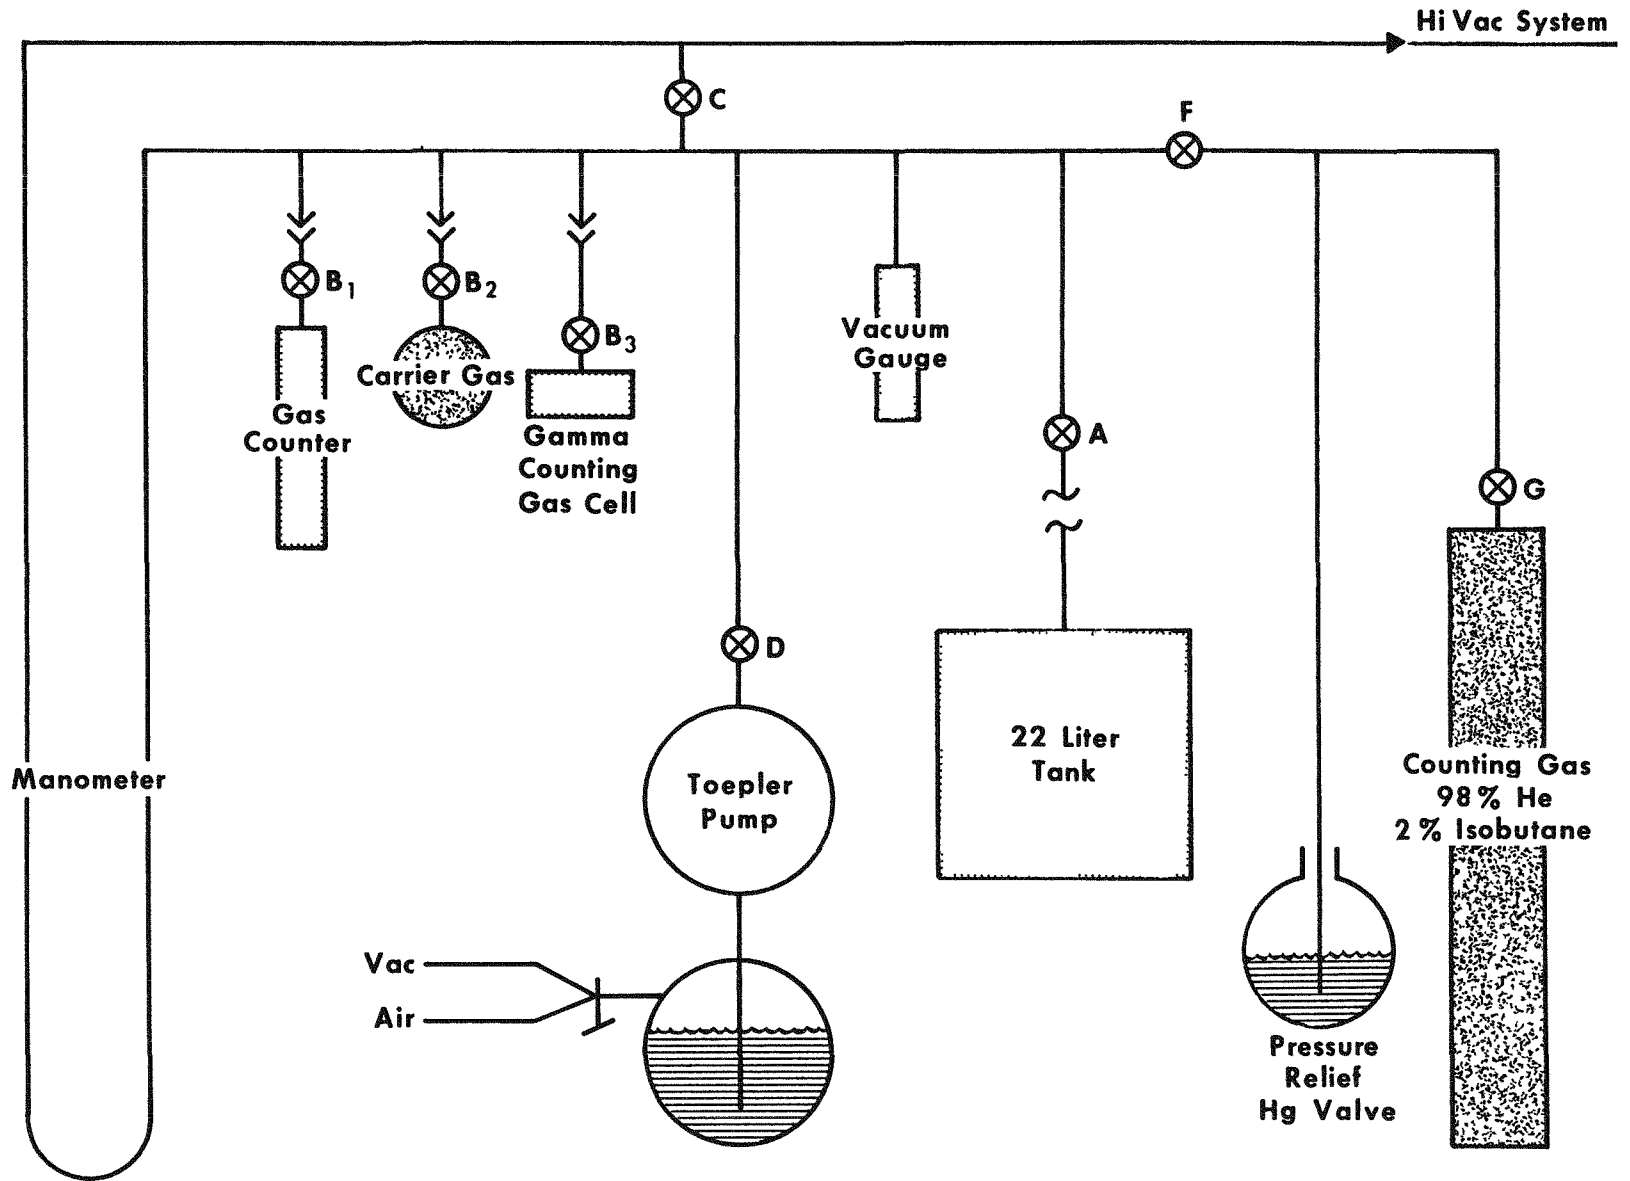 Hi Vac System
C
F
B1
B2
B3
Carrier Gas
Gas
Counter
Gamma
Counting
Gas Cell
Vacuum
Gauge
A
G
D
Manometer
Toepler
Pump
22 Liter
Tank
Counting Gas
98% He
2% Isobutane
Vac
Air
Pressure
Relief
Hg Valve